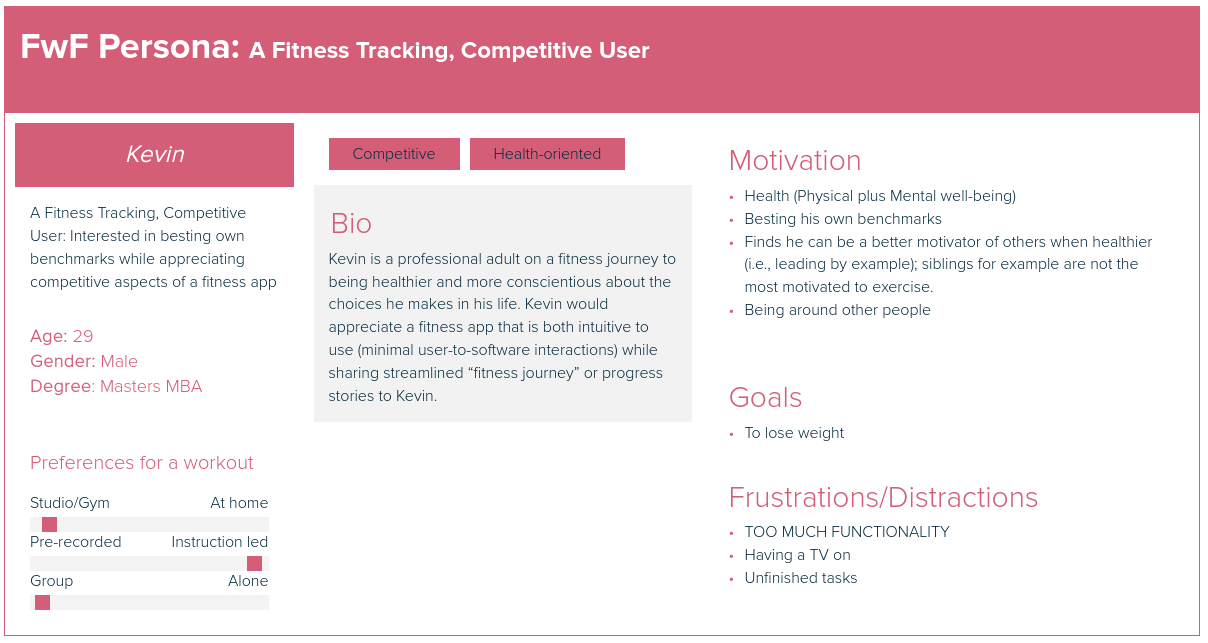 FwF Persona: A Fitness Tracking, Competitive User
Kevin
A Fitness Tracking, Competitive
User: Interested in besting own
benchmarks while appreciating
competitive aspects of a fitness app
Age: 29
Gender: Male
Degree: Masters MBA
Preferences for a workout
Studio/Gym At home
Pre-recorded Instruction led
Group Alone
Competitive Health-oriented
Bio
Kevin is a professional adult on a fitness journey to
being healthier and more conscientious about the
choices he makes in his life. Kevin would
appreciate a fitness app that is both intuitive to
use (minimal user-to-software interactions) while
sharing streamlined “fitness journey” or progress
stories to Kevin.
Motivation
• Health (Physical plus Mental well-being)
• Besting his own benchmarks
• Finds he can be a better motivator of others when healthier
(i.e., leading by example); siblings for example are not the
most motivated to exercise.
• Being around other people
Goals
• To lose weight
Frustrations/Distractions
• TOO MUCH FUNCTIONALITY
• Having a TV on
• Unfinished tasks